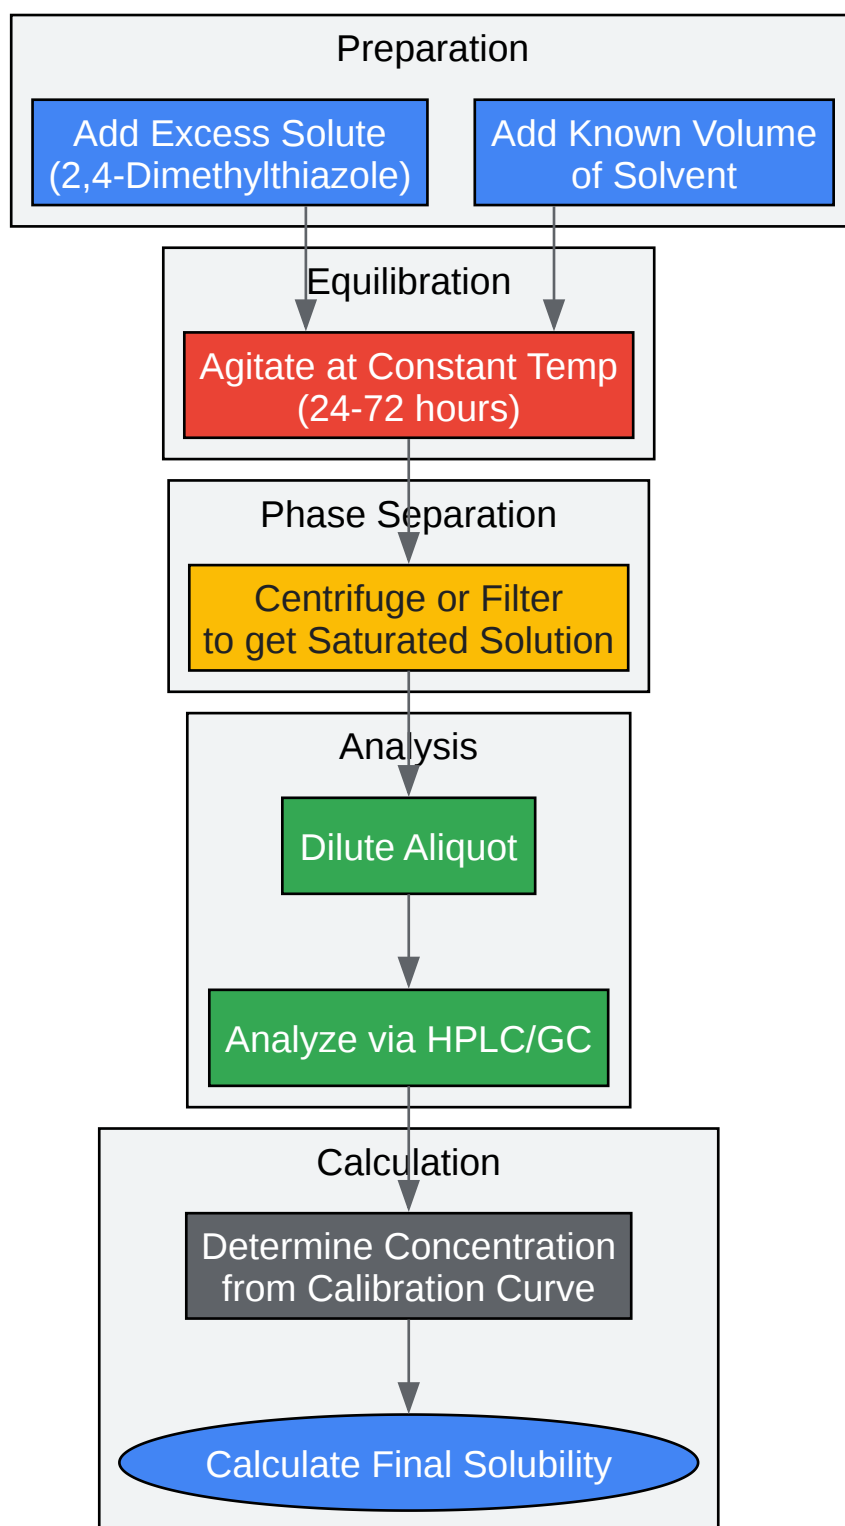 Preparation
Add Excess Solute
(2,4-Dimethylthiazole)
Add Known Volume
of Solvent
Equilibration
Agitate at Constant Temp
(24-72 hours)
Phase Separation
Centrifuge or Filter
to get Saturated Solution
Analysis
Dilute Aliquot
Analyze via HPLC/GC
Calculation
Determine Concentration
from Calibration Curve
Calculate Final Solubility